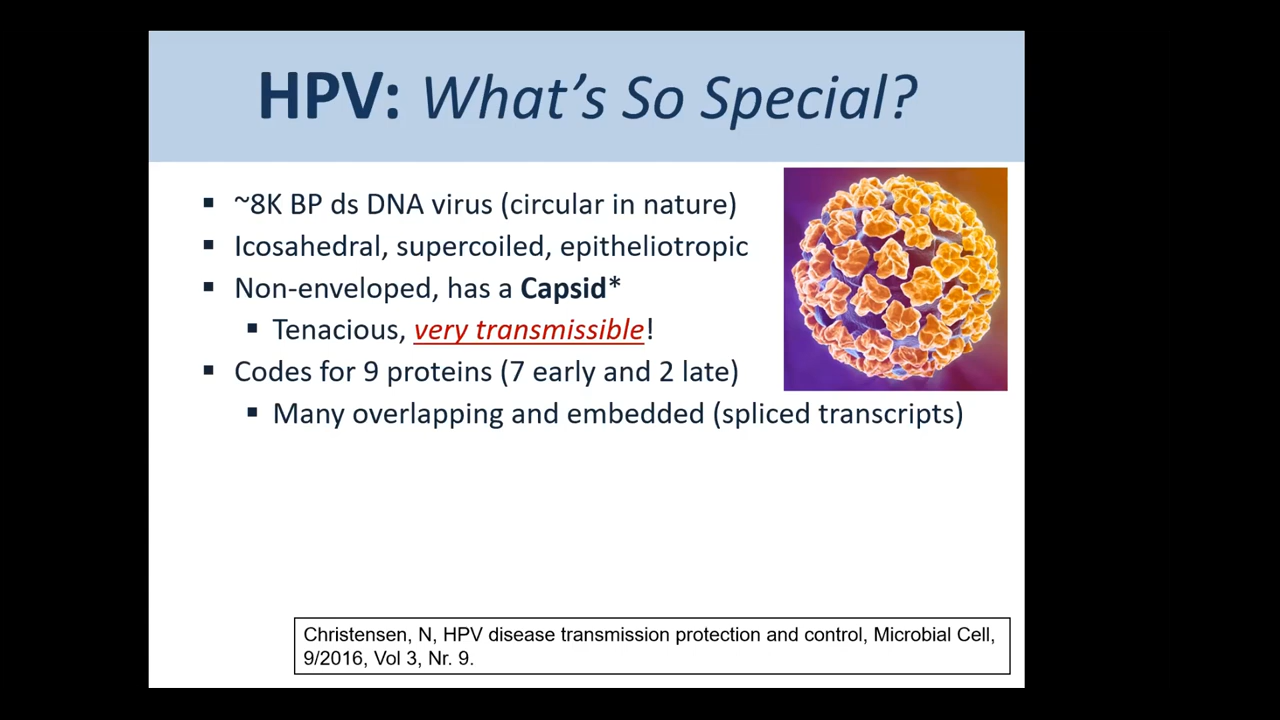 HPV: What's So Special?
▪ ~8K BP ds DNA virus (circular in nature)
▪ Icosahedral, supercoiled, epitheliotropic
▪ Non-enveloped, has a Capsid*
▪ Tenacious, very transmissible!
▪ Codes for 9 proteins (7 early and 2 late)
▪ Many overlapping and embedded (spliced transcripts)
Christensen, N, HPV disease transmission protection and control, Microbial Cell,
9/2016, Vol 3, Nr. 9.